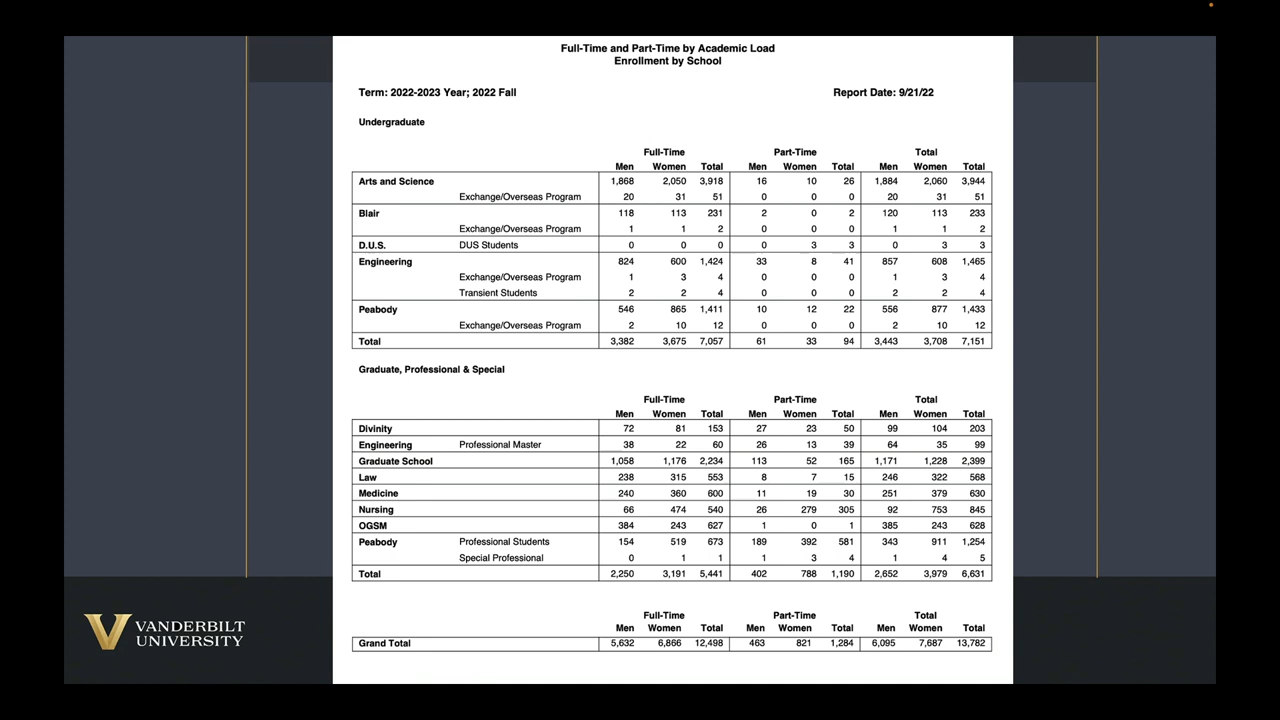 Full-Time and Part-Time by Academic Load
Enrollment by School
Term: 2022-2023 Year; 2022 Fall Report Date: 9/21/22
Undergraduate
Full-Time Part-Time Total
Men Women Total Men Women Total Men Women Total
Arts and Science 1,868 2,050 3,918 16 10 26 1,884 2,060 3,944
Exchange/Overseas Program 20 31 51 0 0 0 20 31 51
Blair 118 113 231 2 0 2 120 113 233
Exchange/Overseas Program 1 1 2 0 0 0 1 1 2
D.U.S. DUS Students 0 0 0 0 3 3 0 3 3
Engineering 824 600 1,424 33 8 41 857 608 1,465
Exchange/Overseas Program 1 3 4 0 0 0 1 3 4
Transient Students 2 2 4 0 0 0 2 2 4
Peabody 546 865 1,411 10 12 22 556 877 1,433
Exchange/Overseas Program 2 10 12 0 0 0 2 10 12
Total 3,382 3,675 7,057 61 33 94 3,443 3,708 7,151
Graduate, Professional & Special
Full-Time Part-Time Total
Men Women Total Men Women Total Men Women Total
Divinity 72 81 153 27 23 50 99 104 203
Engineering Professional Master 38 22 60 26 13 39 64 35 99
Graduate School 1,058 1,176 2,234 113 52 165 1,171 1,228 2,399
Law 238 315 553 8 7 15 246 322 568
Medicine 240 360 600 11 19 30 251 379 630
Nursing 66 474 540 26 279 305 92 753 845
OGSM 384 243 627 1 0 1 385 243 628
Peabody Professional Students 154 519 673 189 392 581 343 911 1,254
Special Professional 0 1 1 1 3 4 1 4 5
Total 2,250 3,191 5,441 402 788 1,190 2,652 3,979 6,631
Full-Time Part-Time Total
Men Women Total Men Women Total Men Women Total
Grand Total 5,632 6,866 12,498 463 821 1,284 6,095 7,687 13,782
VANDERBILT
UNIVERSITY